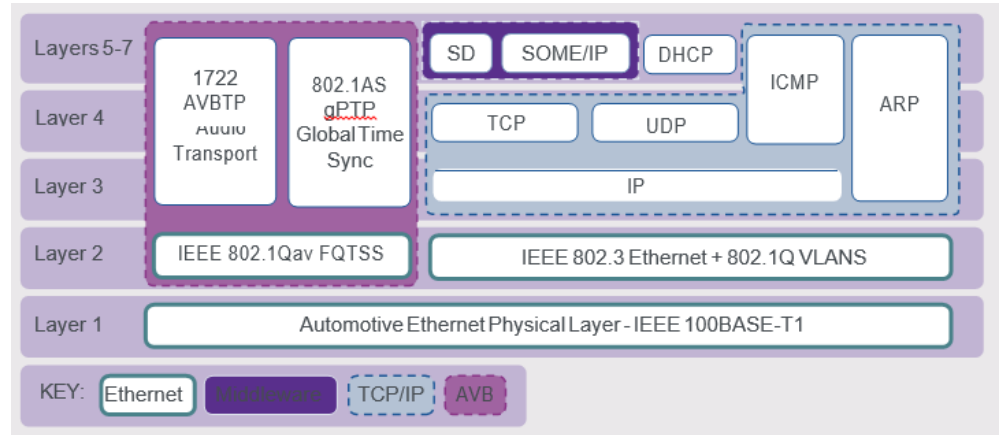 Layers 5-7
Layer 4
Layer 3
Layer 2
Layer 1
1722
AVBTP
Audio
Transport
802.1AS
gPTP
Global Time
Sync
SD
SOME/IP
DHCP
ICMP
ARP
TCP
UDP
IP
IEEE 802.1Qav FQTSS
IEEE 802.3 Ethernet + 802.1Q VLANS
Automotive Ethernet Physical Layer - IEEE 100BASE-T1
KEY:
Ethernet
Middleware
TCP/IP
AVB